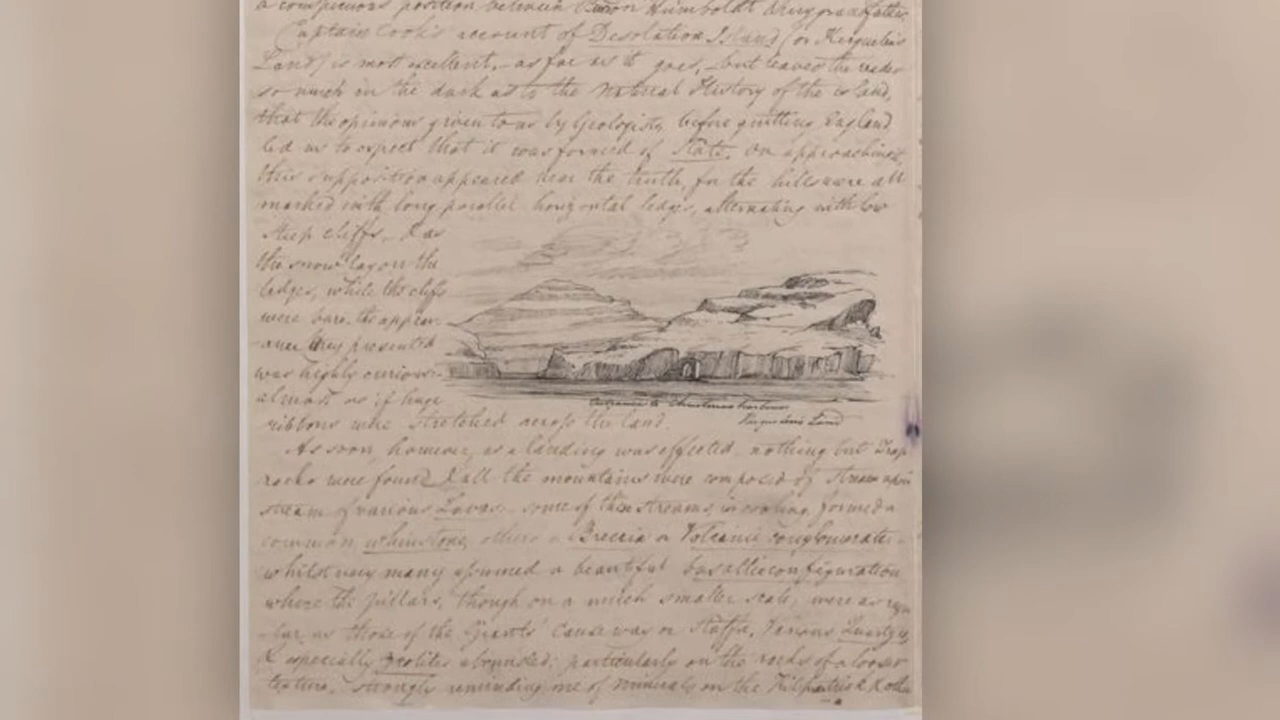 a conspicuous position between Baron Humboldt & my grandfather
Captain Cook's account of Desolation Island (or Kerguelen's
Land) is most excellent, as far as it goes, but leaves the reader
so much in the dark as to the Natural History of the island,
that the opinions given to us by Geologists, before quitting England
led us to expect that it was formed of Slate. On approaching it,
this supposition appeared near the truth, for the hills were all
marked with long parallel horizontal ledges, alternating with low
steep cliffs, & as
the snow lay on the
ledges, while the cliffs
were bare, the appear-
ance they presented
was highly curious -
almost as if huge
ribbons were stretched across the land.
Entrance to Christmas harbour
Kerguelen's Land
As soon, however, as a landing was effected, nothing but Trap
rocks were found & all the mountains were composed of stream upon
stream of various Lavas, some of these streams, in cooling, formed a
common whinstone, others a Breccia or Volcanic conglomerate -
whilst very many assumed a beautiful basaltic configuration
where the pillars, though on a much smaller scale, were as regu-
-lar as those of the Giants' Causeway or Staffa. Various
& especially Zeolites abounded; particularly on the rocks of a looser
texture, strongly reminding me of minerals on the Kilpatrick